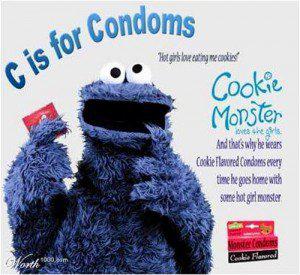 C is for Condoms
"Hot girls love eating me cookies!"
Cookie
Monster
loves the girls.
And that's why he wears
Cookie Flavored Condoms every
time he goes home with
some hot girl monster
Monster Condoms
Cookie Flavored
Worth1000.com